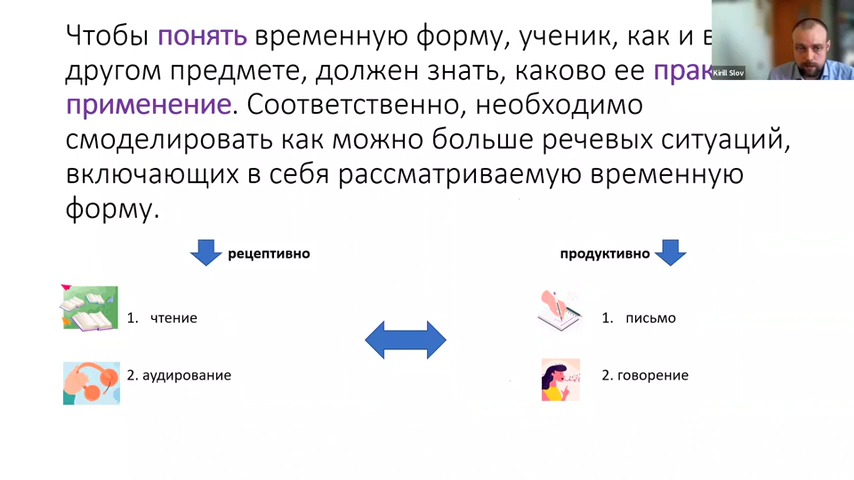 Чтобы понять временную форму, ученик, как и в
другом предмете, должен знать, каково ее
применение. Соответственно, необходимо
смоделировать как можно больше речевых ситуаций,
включающих в себя рассматриваемую временную
форму.
Kirill Slov
рецептивно
продуктивно
1. чтение
1. письмо
2. аудирование
2. говорение